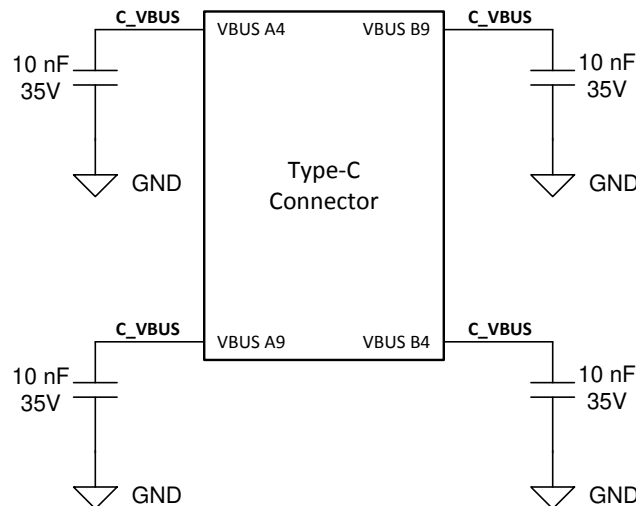 C_VBUS
VBUS A4
VBUS B9
C_VBUS
10 nF
35V
10 nF
35V
Type-C
Connector
GND
GND
C_VBUS
VBUS A9
VBUS B4
C_VBUS
10 nF
35V
10 nF
35V
GND
GND